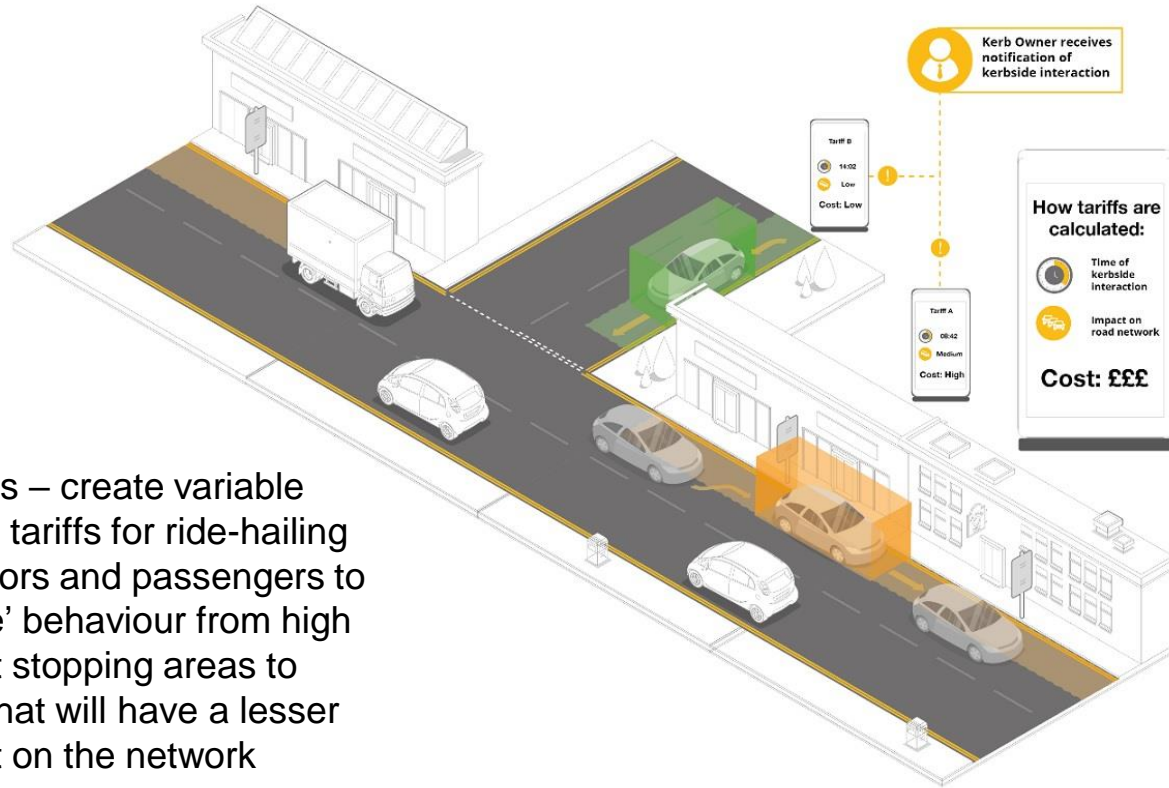 Kerb Owner receives
notification of
kerbside interaction
Tariff B
14:02
Low
Cost: Low
Tariff A
08:42
Medium
Cost: High
How tariffs are
calculated:
Time of
kerbside
interaction
Impact on
road network
Cost: £££
s – create variable
tariffs for ride-hailing
ors and passengers to
e’ behaviour from high
t stopping areas to
hat will have a lesser
t on the network